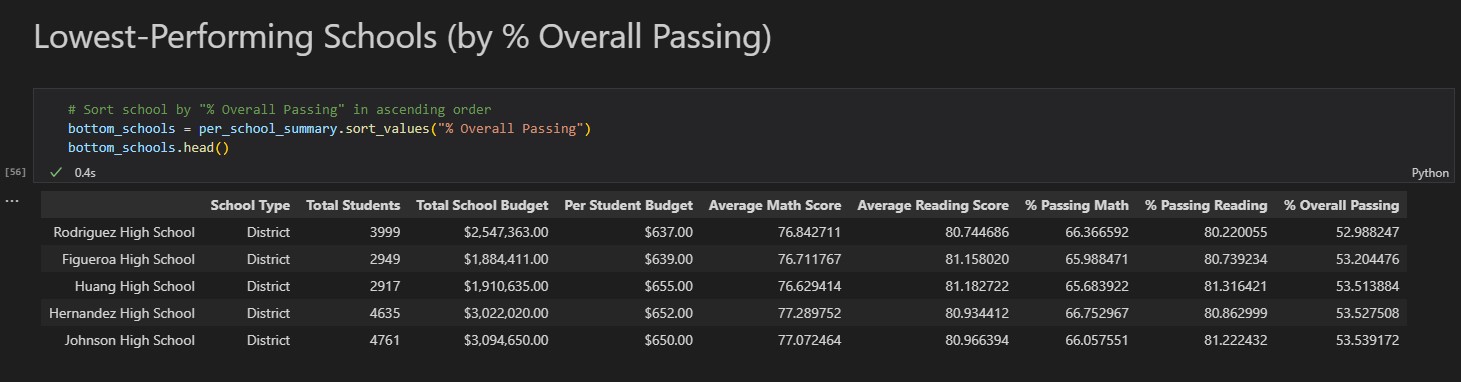 Lowest-Performing Schools (by % Overall Passing)
# Sort school by "% Overall Passing" in ascending order
bottom_schools = per_school_summary.sort_values("% Overall Passing")
bottom_schools.head()
[56] ✓ 0.4s Python
...
School Type Total Students Total School Budget Per Student Budget Average Math Score Average Reading Score % Passing Math % Passing Reading % Overall Passing
Rodriguez High School District 3999 $2,547,363.00 $637.00 76.842711 80.744686 66.366592 80.220055 52.988247
Figueroa High School District 2949 $1,884,411.00 $639.00 76.711767 81.158020 65.988471 80.739234 53.204476
Huang High School District 2917 $1,910,635.00 $655.00 76.629414 81.182722 65.683922 81.316421 53.513884
Hernandez High School District 4635 $3,022,020.00 $652.00 77.289752 80.934412 66.752967 80.862999 53.527508
Johnson High School District 4761 $3,094,650.00 $650.00 77.072464 80.966394 66.057551 81.222432 53.539172